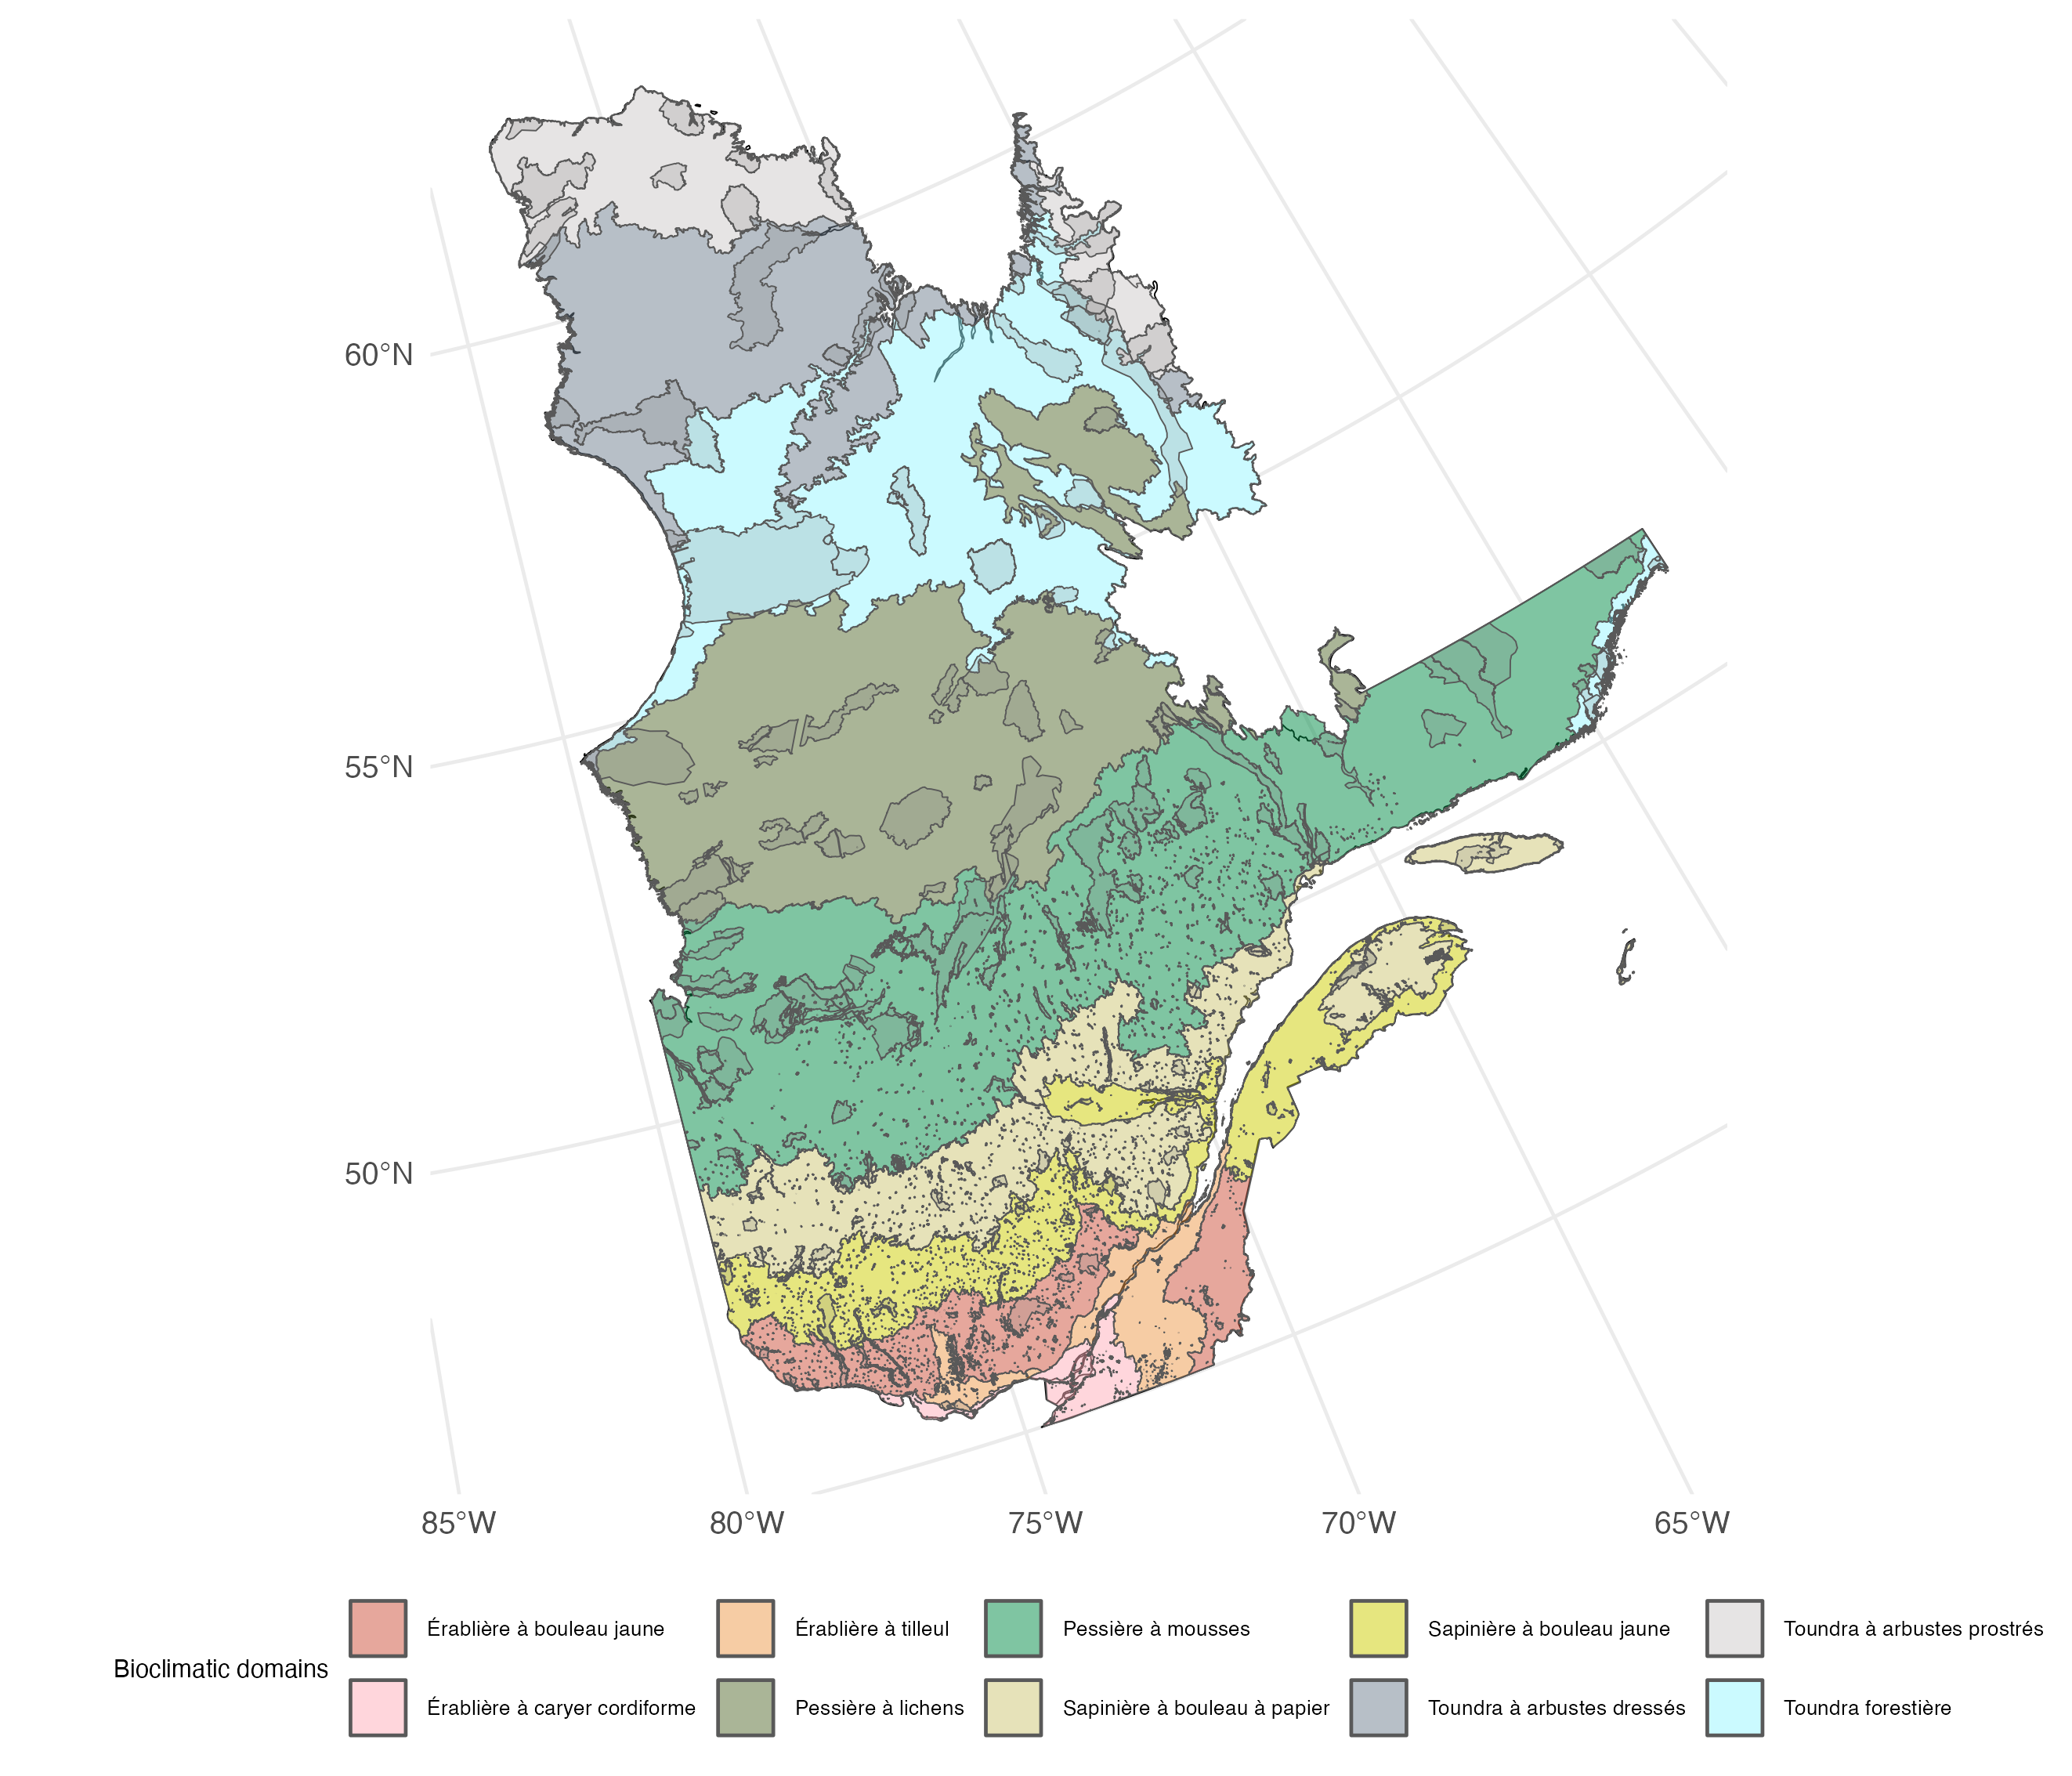 60°N
55°N
50°N
85°W 80°W 75°W 70°W 65°W
Bioclimatic domains
Érablière à bouleau jaune Érablière à tilleul Pessière à mousses Sapinière à bouleau jaune Toundra à arbustes prostrés
Érablière à caryer cordiforme Pessière à lichens Sapinière à bouleau à papier Toundra à arbustes dressés Toundra forestière